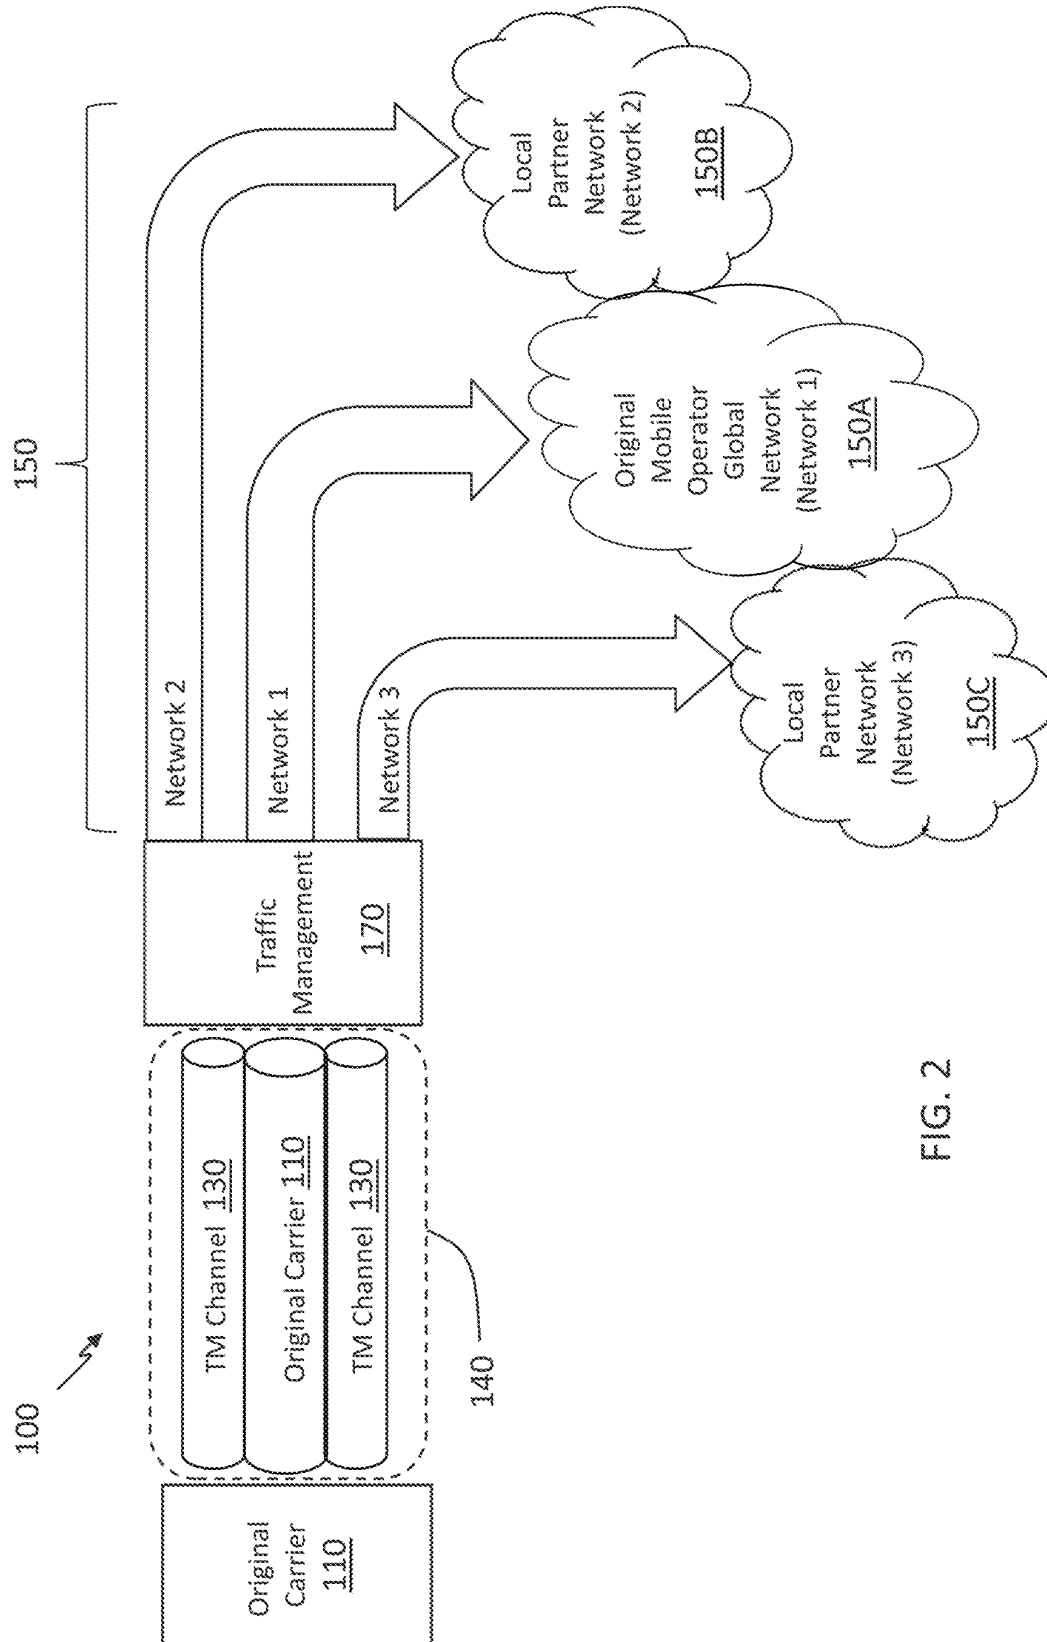 100
150
Original
Carrier
110
TM Channel 130
Original Carrier 110
TM Channel 130
140
Traffic
Management
170
Network 2
Network 1
Network 3
Local
Partner
Network
(Network 2)
150B
Original
Mobile
Operator
Global
Network
(Network 1)
150A
Local
Partner
Network
(Network 3)
150C
FIG. 2